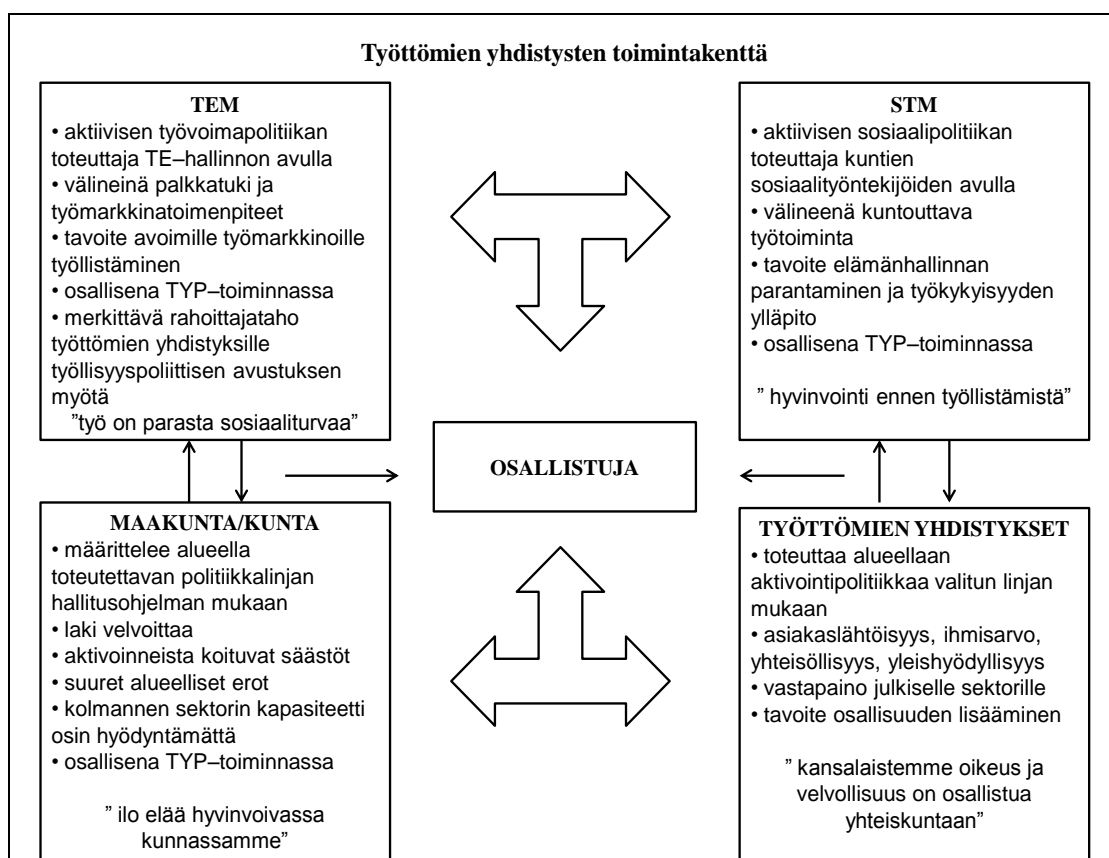 Työttömien yhdistysten toimintakenttä
TEM
• aktiivisen työvoimapolitiikan
toteuttaja TE–hallinnon avulla
• välineinä palkkatuki ja
työmarkkinatoimenpiteet
• tavoite avoimille työmarkkinoille
työllistäminen
• osallisena TYP–toiminnassa
• merkittävä rahoittajataho
työttömien yhdistyksille
työllisyyspoliittisen avustuksen
myötä
”työ on parasta sosiaaliturvaa”
STM
• aktiivisen sosiaalipolitiikan
toteuttaja kuntien
sosiaalityöntekijöiden avulla
• välineenä kuntouttava
työtoiminta
• tavoite elämänhallinnan
parantaminen ja työkykyisyyden
ylläpito
• osallisena TYP–toiminnassa
” hyvinvointi ennen työllistämistä”
OSALLISTUJA
MAAKUNTA/KUNTA
• määrittelee alueella
toteutettavan politiikkalinjan
hallitusohjelman mukaan
• laki velvoittaa
• aktivoinneista koituvat säästöt
• suuret alueelliset erot
• kolmannen sektorin kapasiteetti
osin hyödyntämättä
• osallisena TYP–toiminnassa
” ilo elää hyvinvoivassa
kunnassamme”
TYÖTTÖMIEN YHDISTYKSET
• toteuttaa alueellaan
aktivointipolitiikkaa valitun linjan
mukaan
• asiakaslähtöisyys, ihmisarvo,
yhteisöllisyys, yleishyödyllisyys
• vastapaino julkiselle sektorille
• tavoite osallisuuden lisääminen
” kansalaistemme oikeus ja
velvollisuus on osallistua
yhteiskuntaan”